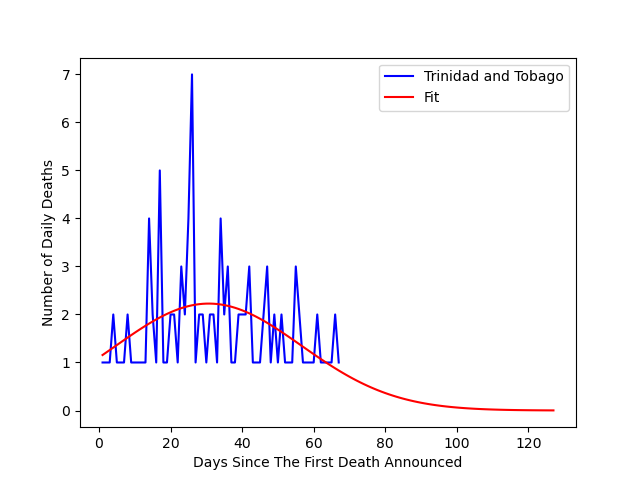 Trinidad and Tobago
Fit
Number of Daily Deaths
7
6
5
4
3
2
1
0
0 20 40 60 80 100 120
Days Since The First Death Announced